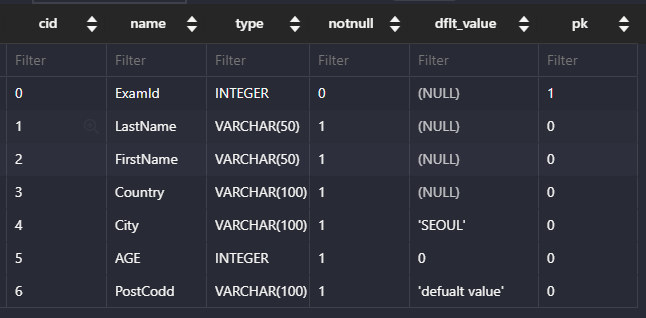 cid name type notnull dflt_value pk
Filter Filter Filter Filter Filter Filter
0 ExamId INTEGER 0 (NULL) 1
1 LastName VARCHAR(50) 1 (NULL) 0
2 FirstName VARCHAR(50) 1 (NULL) 0
3 Country VARCHAR(100) 1 (NULL) 0
4 City VARCHAR(100) 1 'SEOUL' 0
5 AGE INTEGER 1 0 0
6 PostCodd VARCHAR(100) 1 'defualt value' 0